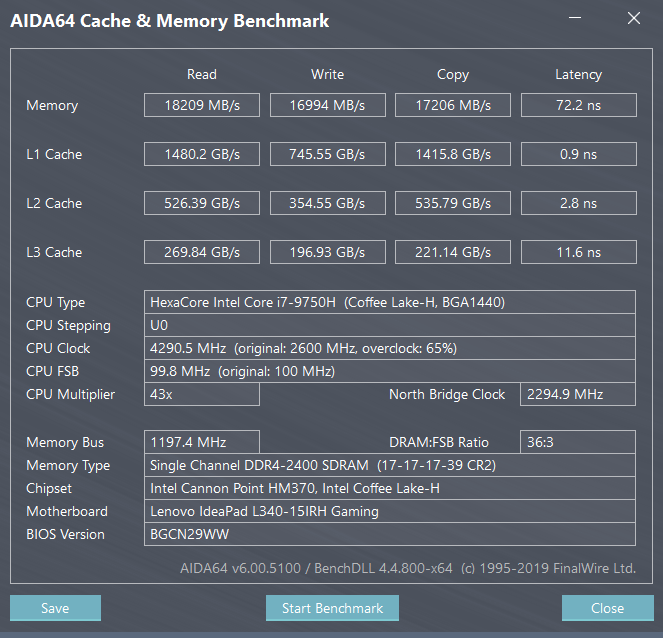 AIDA64 Cache & Memory Benchmark
Read Write Copy Latency
Memory 18209 MB/s 16994 MB/s 17206 MB/s 72.2 ns
L1 Cache 1480.2 GB/s 745.55 GB/s 1415.8 GB/s 0.9 ns
L2 Cache 526.39 GB/s 354.55 GB/s 535.79 GB/s 2.8 ns
L3 Cache 269.84 GB/s 196.93 GB/s 221.14 GB/s 11.6 ns
CPU Type HexaCore Intel Core i7-9750H (Coffee Lake-H, BGA1440)
CPU Stepping U0
CPU Clock 4290.5 MHz (original: 2600 MHz, overclock: 65%)
CPU FSB 99.8 MHz (original: 100 MHz)
CPU Multiplier 43x North Bridge Clock 2294.9 MHz
Memory Bus 1197.4 MHz DRAM:FSB Ratio 36:3
Memory Type Single Channel DDR4-2400 SDRAM (17-17-17-39 CR2)
Chipset Intel Cannon Point HM370, Intel Coffee Lake-H
Motherboard Lenovo IdeaPad L340-15IRH Gaming
BIOS Version BGCN29WW
AIDA64 v6.00.5100 / BenchDLL 4.4.800-x64 (c) 1995-2019 FinalWire Ltd.
Save Start Benchmark Close